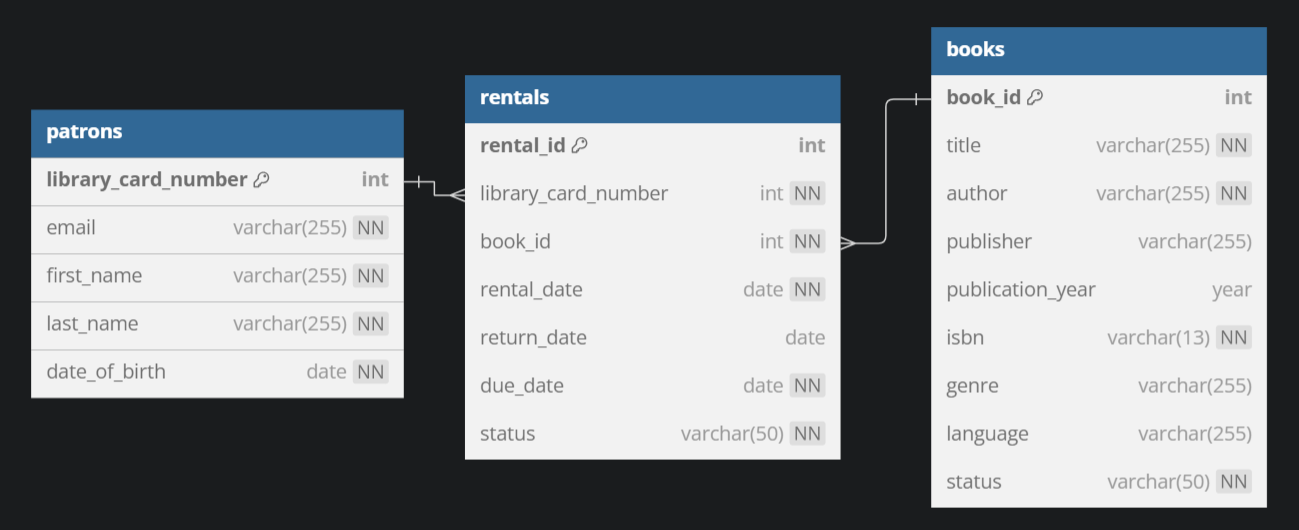 patrons
library_card_number int
email varchar(255) NN
first_name varchar(255) NN
last_name varchar(255) NN
date_of_birth date NN
rentals
rental_id int
library_card_number int NN
book_id int NN
rental_date date NN
return_date date
due_date date NN
status varchar(50) NN
books
book_id int
title varchar(255) NN
author varchar(255) NN
publisher varchar(255)
publication_year year
isbn varchar(13) NN
genre varchar(255)
language varchar(255)
status varchar(50) NN